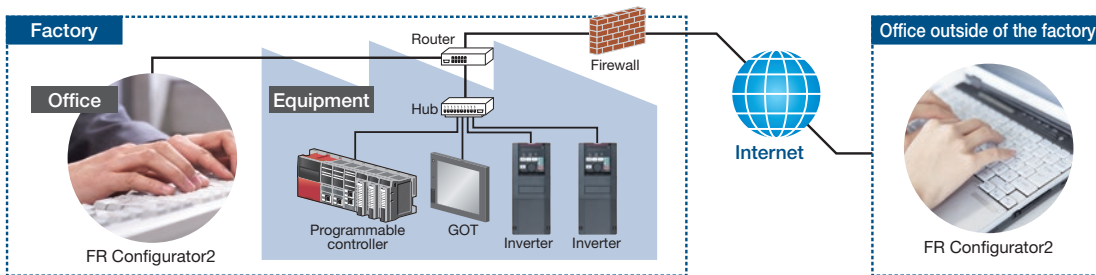 Factory
Office
FR Configurator2
Equipment
Router
Hub
Programmable
controller
GOT
Inverter
Inverter
Firewall
Internet
Office outside of the factory
FR Configurator2